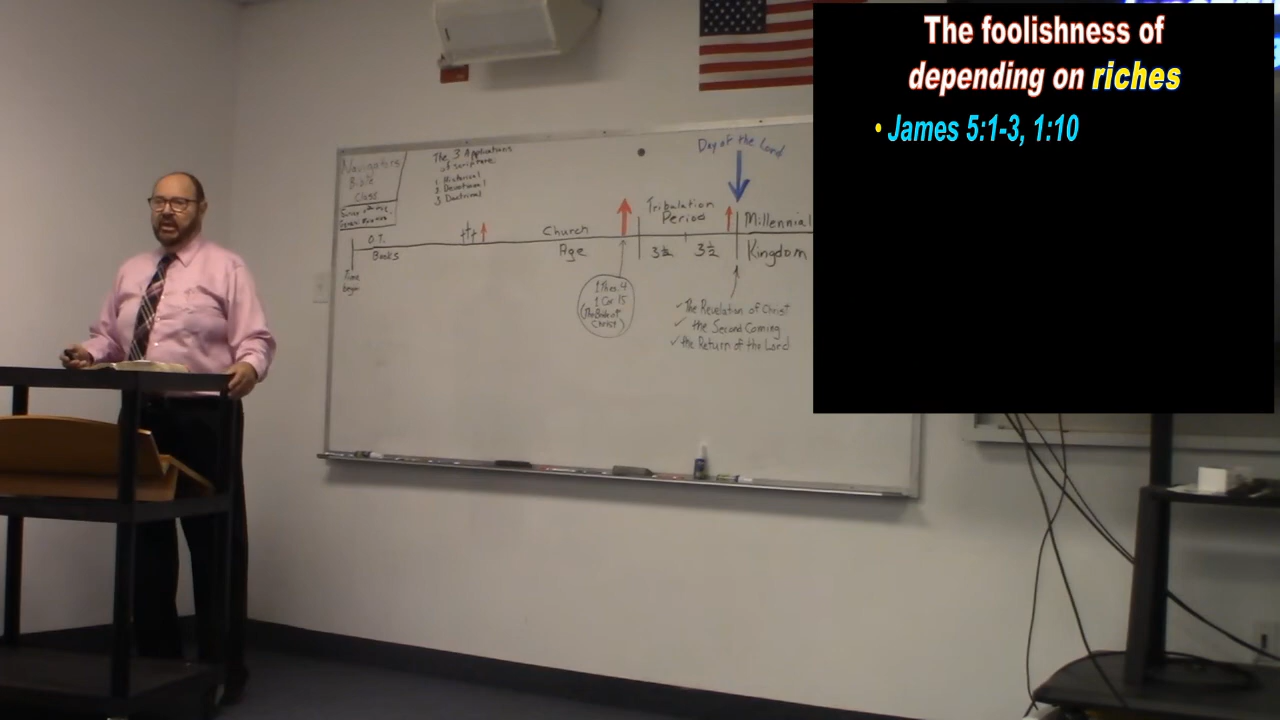 The foolishness of
depending on riches
• James 5:1-3, 1:10
Navigators
Bible
Class
The 3 Applications
of Scripture
1 Historical
2 Devotional
3 Doctrinal
Day of the Lord
Tribulation
Period
Millennial
Kingdom
O.T.
Books
Church
Age
3½
3½
Time
began
1 Thes. 4
1 Cor 15
(The Bride of
Christ)
✓ The Revelation of Christ
✓ the Second Coming
✓ the Return of the Lord